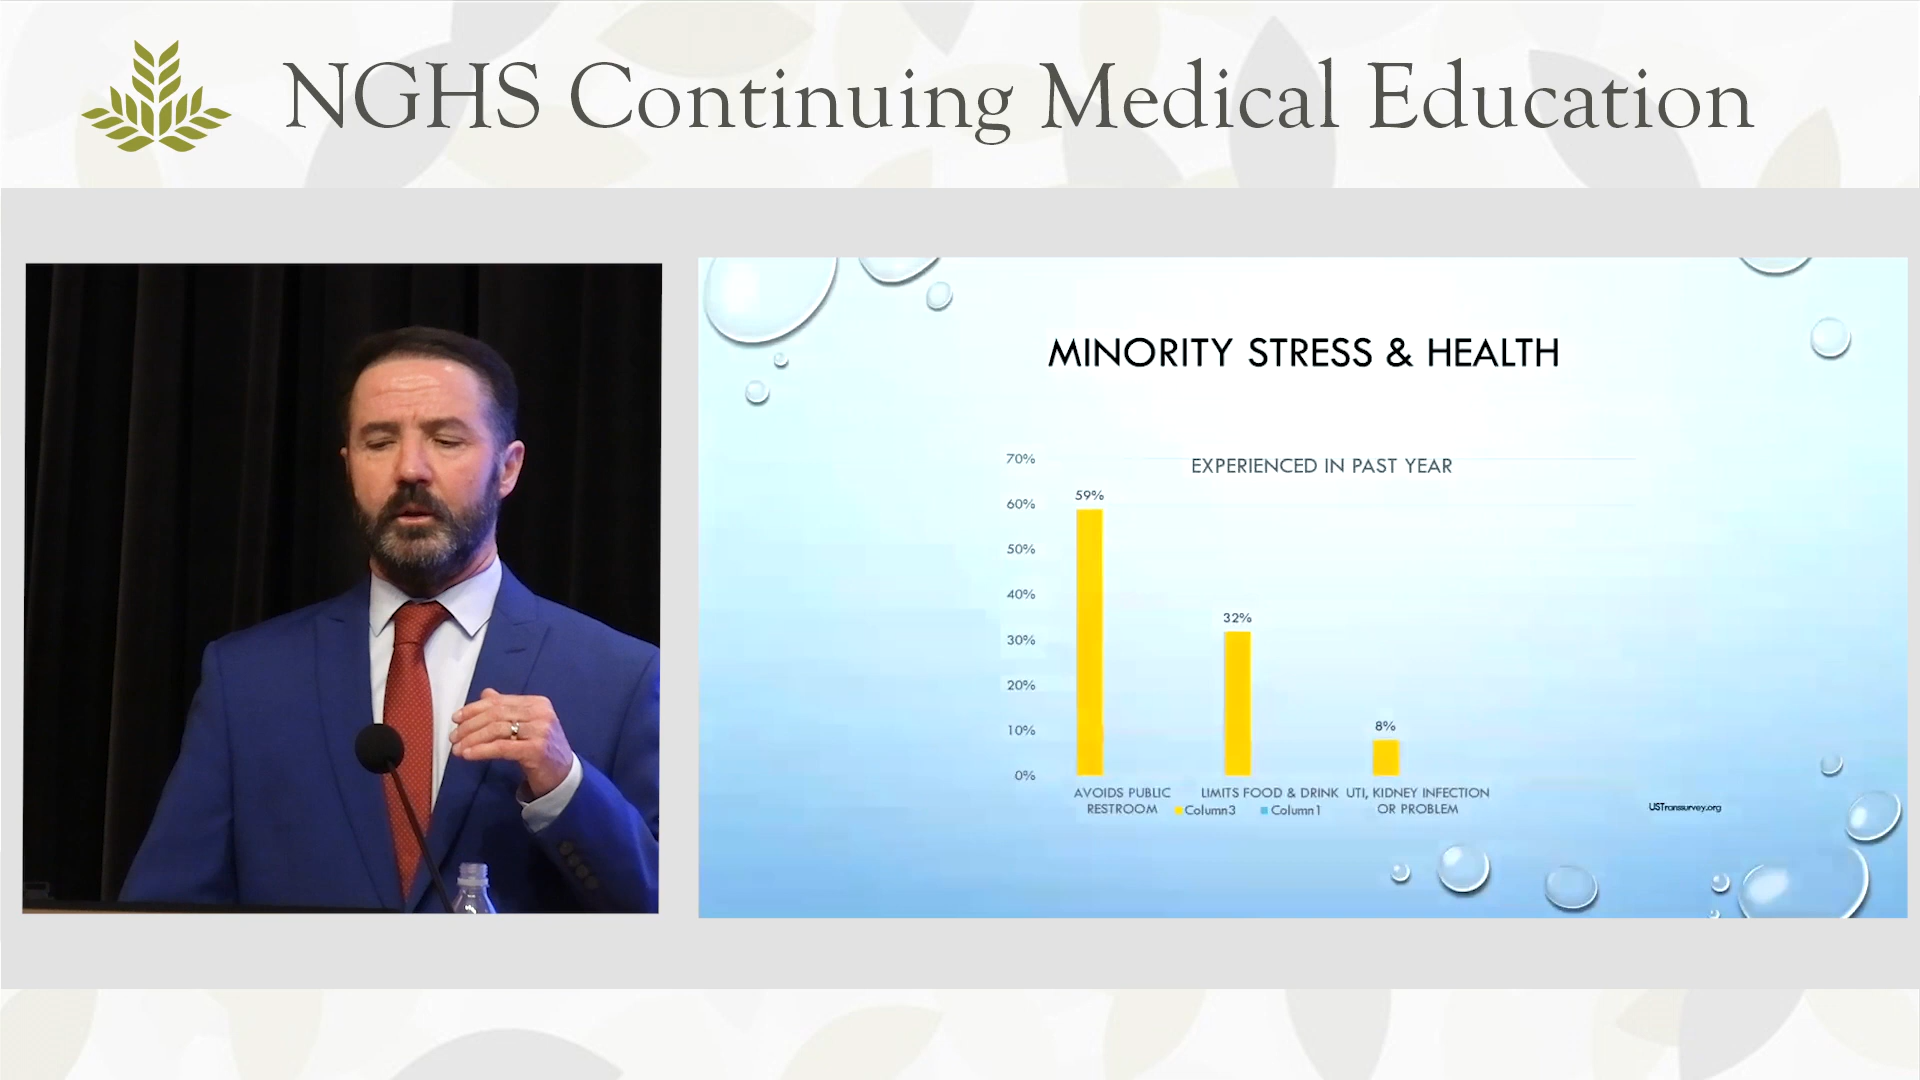 NGHS Continuing Medical Education
MINORITY STRESS & HEALTH
EXPERIENCED IN PAST YEAR
70%
60%
50%
40%
30%
20%
10%
0%
59%
32%
8%
AVOIDS PUBLIC
RESTROOM
LIMITS FOOD & DRINK
UTI, KIDNEY INFECTION
OR PROBLEM
Column3
Column1
USTranssurvey.org